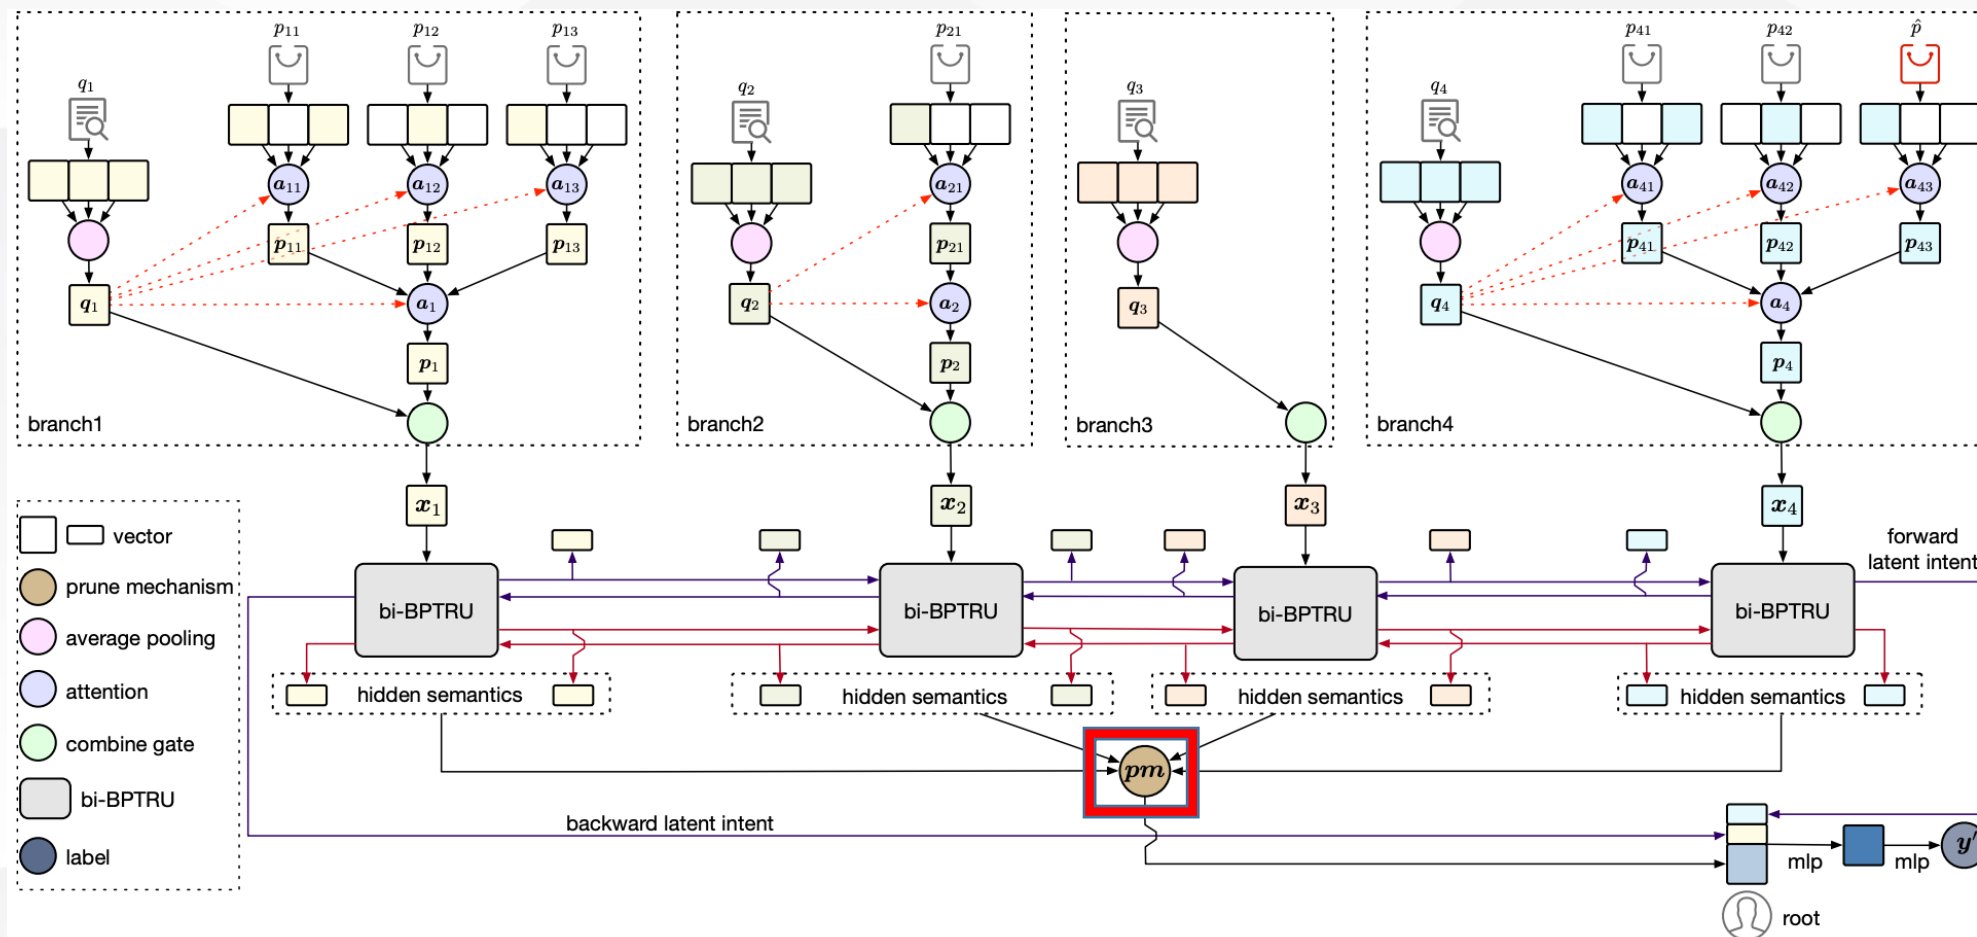 p11 p12 p13 p21 p41 p42 p̂
q1 q2 q3 q4
a11 a12 a13 a21 a41 a42 a43
p11 p12 p13 p21 p41 p42 p43
q1 a1 q2 a2 q3 q4 a4
p1 p2 p4
branch1 branch2 branch3 branch4
x1 x2 x3 x4
vector
prune mechanism
average pooling
attention
combine gate
bi-BPTRU
label
forward
latent intent
bi-BPTRU bi-BPTRU bi-BPTRU bi-BPTRU
hidden semantics hidden semantics hidden semantics hidden semantics
pm
backward latent intent
mlp mlp y'
root